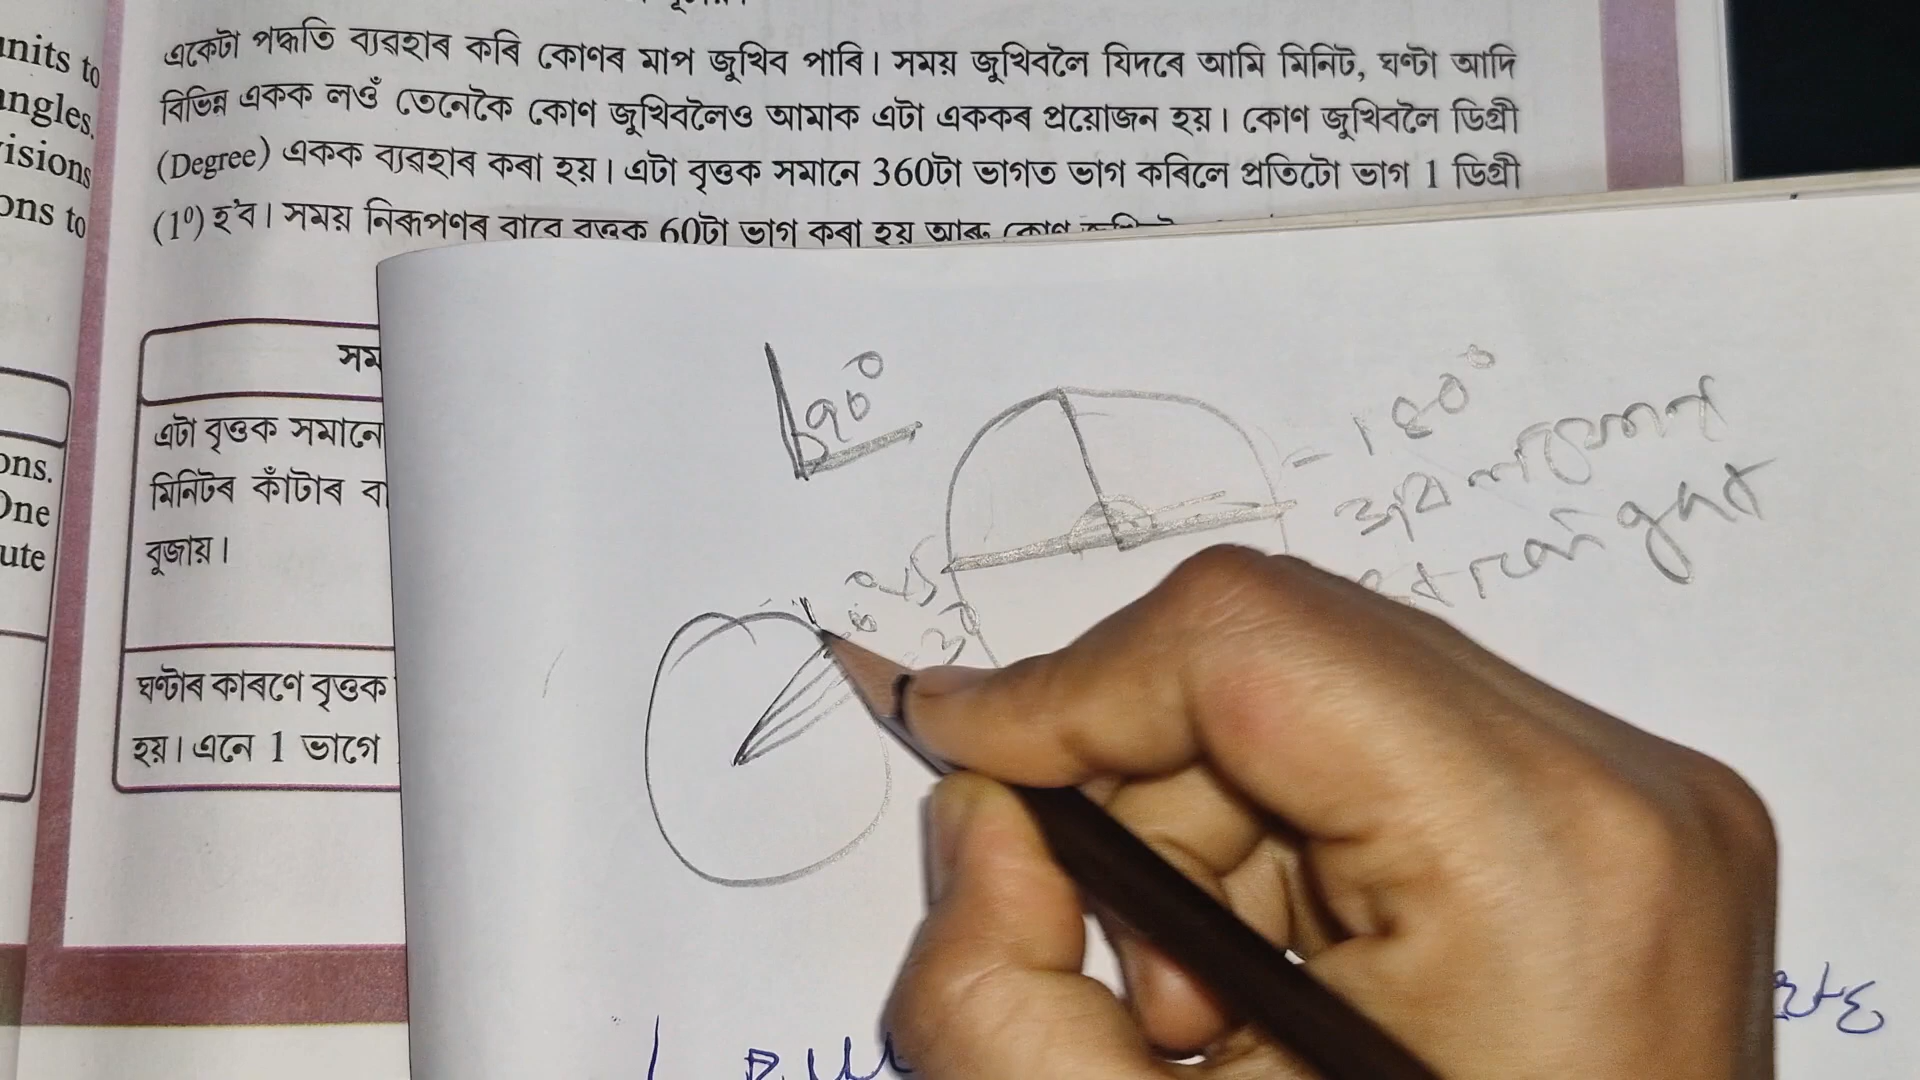 nits to
ngles.
isions
ons to
একেটা পদ্ধতি ব্যৱহাৰ কৰি কোণৰ মাপ জুখিব পাৰি। সময় জুখিবলৈ যিদৰে আমি মিনিট, ঘণ্টা আদি
বিভিন্ন একক লওঁ তেনেকৈ কোণ জুখিবলৈও আমাক এটা এককৰ প্ৰয়োজন হয়। কোণ জুখিবলৈ ডিগ্ৰী
(Degree) একক ব্যৱহাৰ কৰা হয়। এটা বৃত্তক সমানে 360টা ভাগত ভাগ কৰিলে প্ৰতিটো ভাগ 1 ডিগ্ৰী
(1⁰) হ'ব। সময় নিৰূপণৰ বাবে বৃত্তক 60টা ভাগ কৰা হয় আৰু কোণ
ons.
One
ute
সম
এটা বৃত্তক সমানে
মিনিটৰ কাঁটাৰ বা
বুজায়।
ঘণ্টাৰ কাৰণে বৃত্তক
হয়। এনে 1 ভাগে
90°
180°